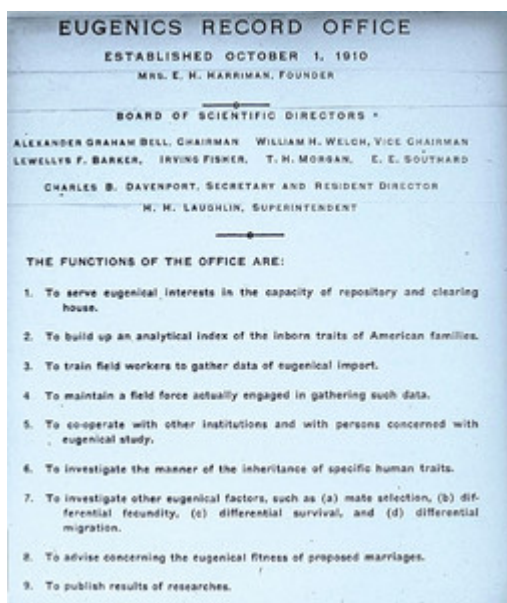 EUGENICS RECORD OFFICE
ESTABLISHED OCTOBER 1, 1910
MRS. E. H. HARRIMAN, FOUNDER
BOARD OF SCIENTIFIC DIRECTORS
ALEXANDER GRAHAM BELL, CHAIRMAN WILLIAM H. WELCH, VICE CHAIRMAN
LEWELLYS F. BARKER, IRVING FISHER, T. H. MORGAN, E. E. SOUTHARD
CHARLES B. DAVENPORT, SECRETARY AND RESIDENT DIRECTOR
H. H. LAUGHLIN, SUPERINTENDENT
THE FUNCTIONS OF THE OFFICE ARE:
1. To serve eugenical interests in the capacity of repository and clearing
house.
2. To build up an analytical index of the inborn traits of American families.
3. To train field workers to gather data of eugenical import.
4 To maintain a field force actually engaged in gathering such data.
5. To co-operate with other institutions and with persons concerned with
eugenical study.
6. To investigate the manner of the inheritance of specific human traits.
7. To investigate other eugenical factors, such as (a) mate selection, (b) dif-
ferential fecundity, (c) differential survival, and (d) differential
migration.
8. To advise concerning the eugenical fitness of proposed marriages.
9. To publish results of researches.